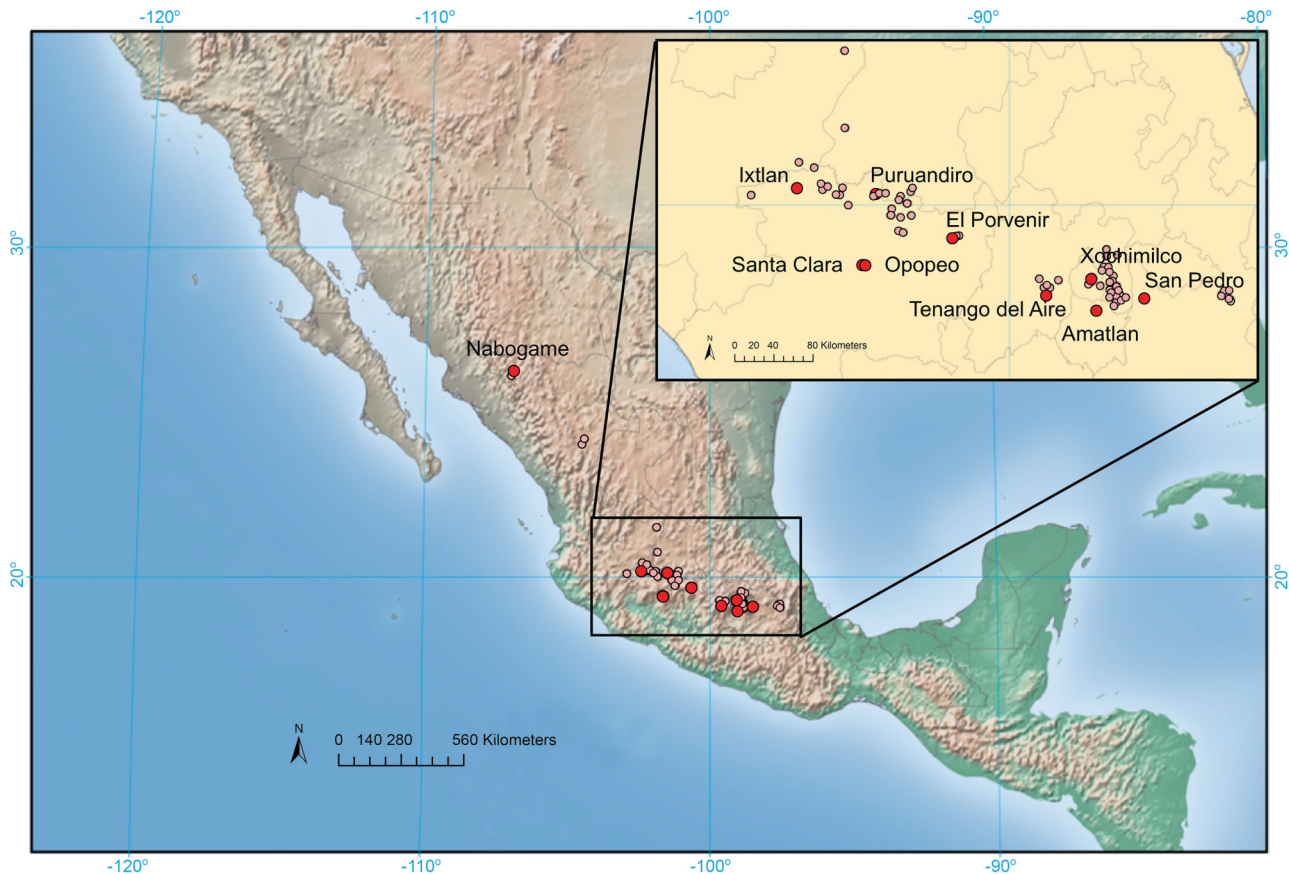 -120° -110° -100° -90° -80°
Ixtlan Puruandiro
El Porvenir
30° 30°
Santa Clara Opopeo Xochimilco
San Pedro
Tenango del Aire
Amatlan
N
0 20 40 80 Kilometers
Nabogame
20° 20°
N
0 140 280 560 Kilometers
-120° -110° -100° -90°